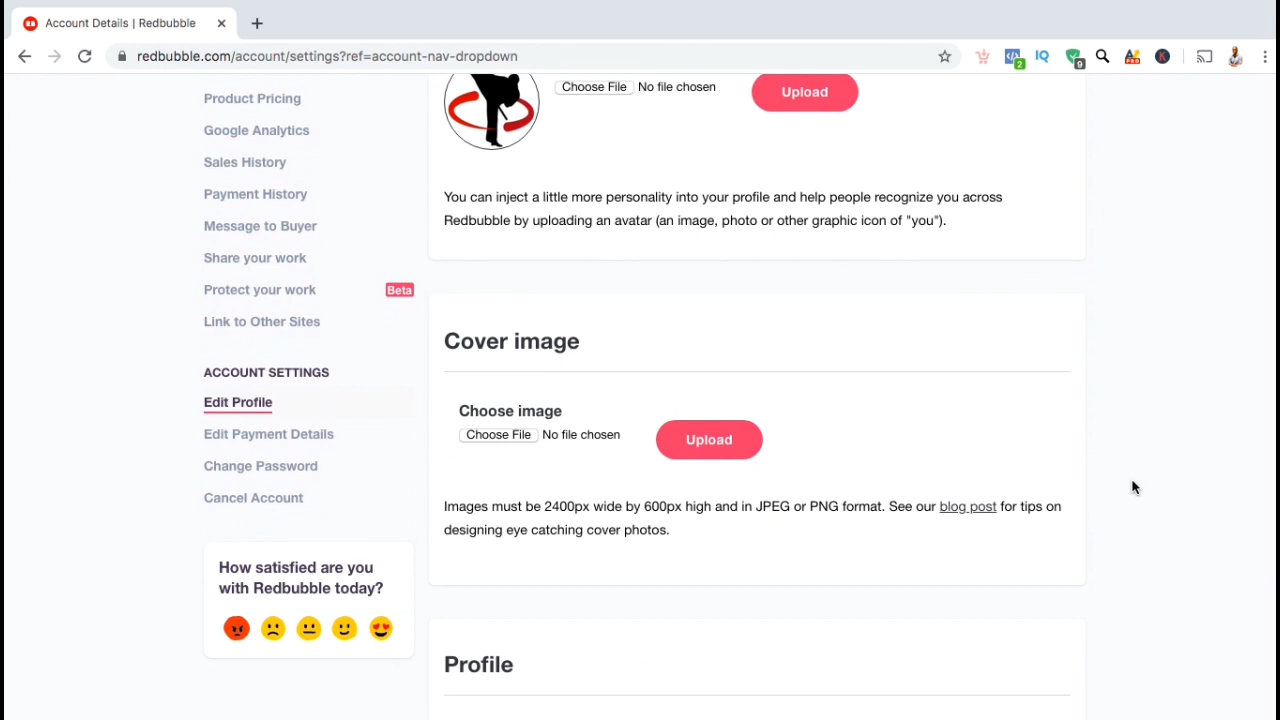 Account Details | Redbubble
redbubble.com/account/settings?ref=account-nav-dropdown
2
IQ
9
Product Pricing
Google Analytics
Sales History
Payment History
Message to Buyer
Share your work
Protect your work Beta
Link to Other Sites
ACCOUNT SETTINGS
Edit Profile
Edit Payment Details
Change Password
Cancel Account
How satisfied are you
with Redbubble today?
Choose File No file chosen
Upload
You can inject a little more personality into your profile and help people recognize you across
Redbubble by uploading an avatar (an image, photo or other graphic icon of "you").
Cover image
Choose image
Choose File No file chosen
Upload
Images must be 2400px wide by 600px high and in JPEG or PNG format. See our blog post for tips on
designing eye catching cover photos.
Profile